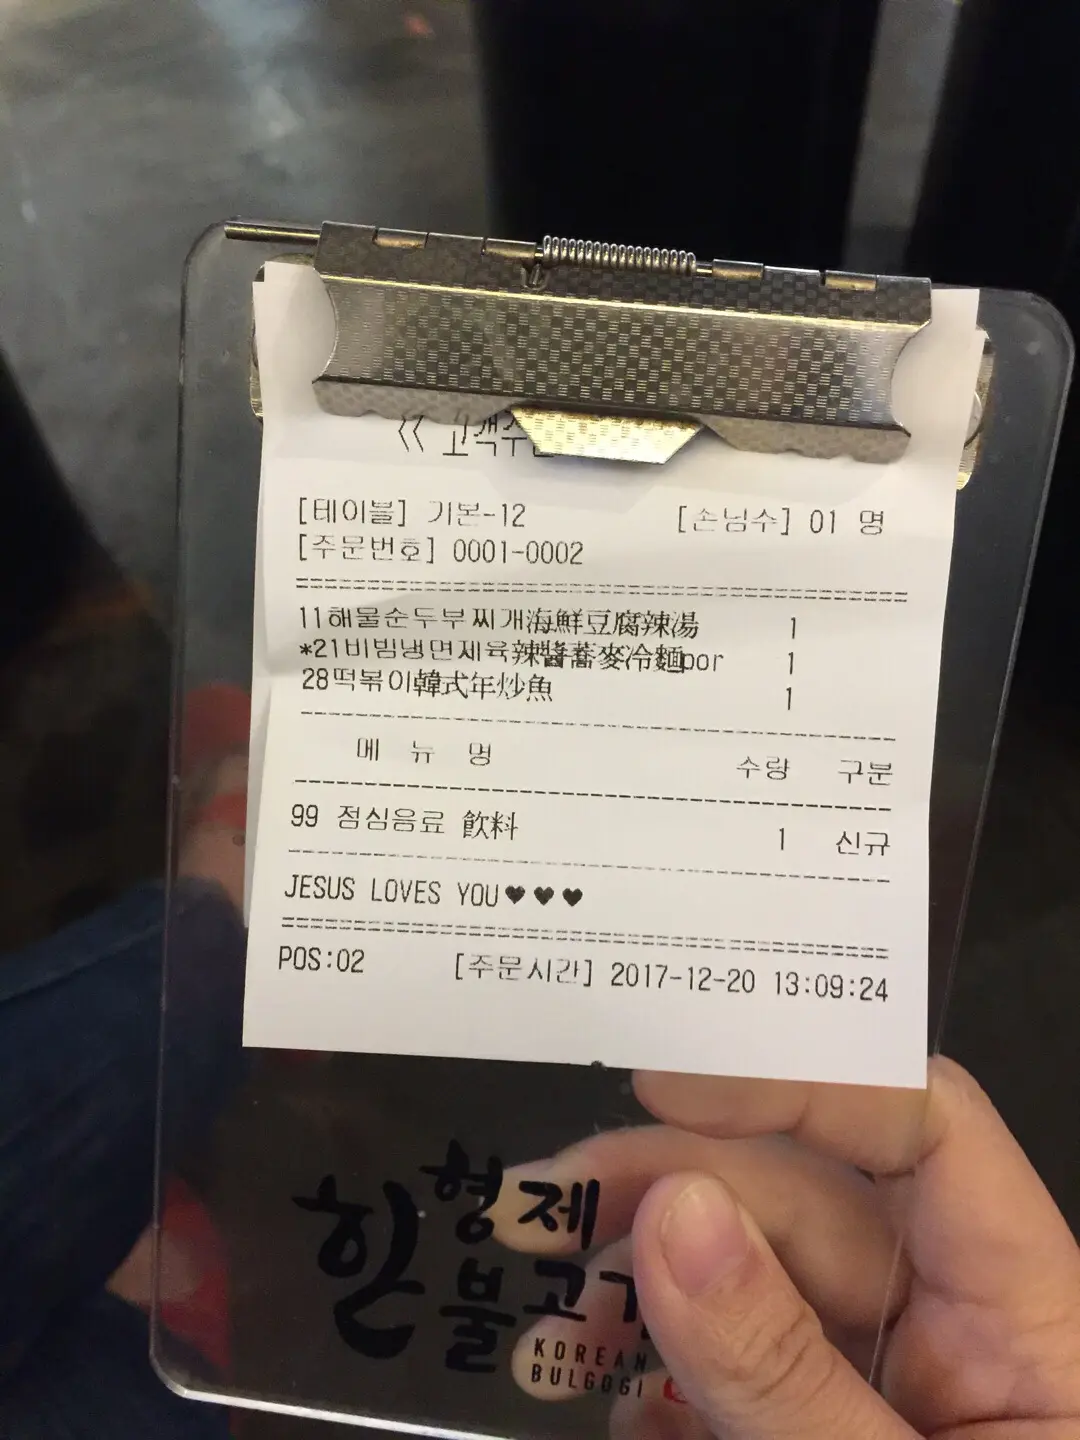 << 고객주
[테이블] 기본-12 [손님수] 01 명
[주문번호] 0001-0002
11해물순두부찌개海鮮豆腐辣湯 1
*21비빔냉면제육辣醬蕎麥冷麵por 1
28떡볶이韓式年炒魚 1
메 뉴 명 수량 구분
99 점심음료 飲料 1 신규
JESUS LOVES YOU♥♥♥
POS:02 [주문시간] 2017-12-20 13:09:24
한
형제
불고기
KOREAN
BULGOGI